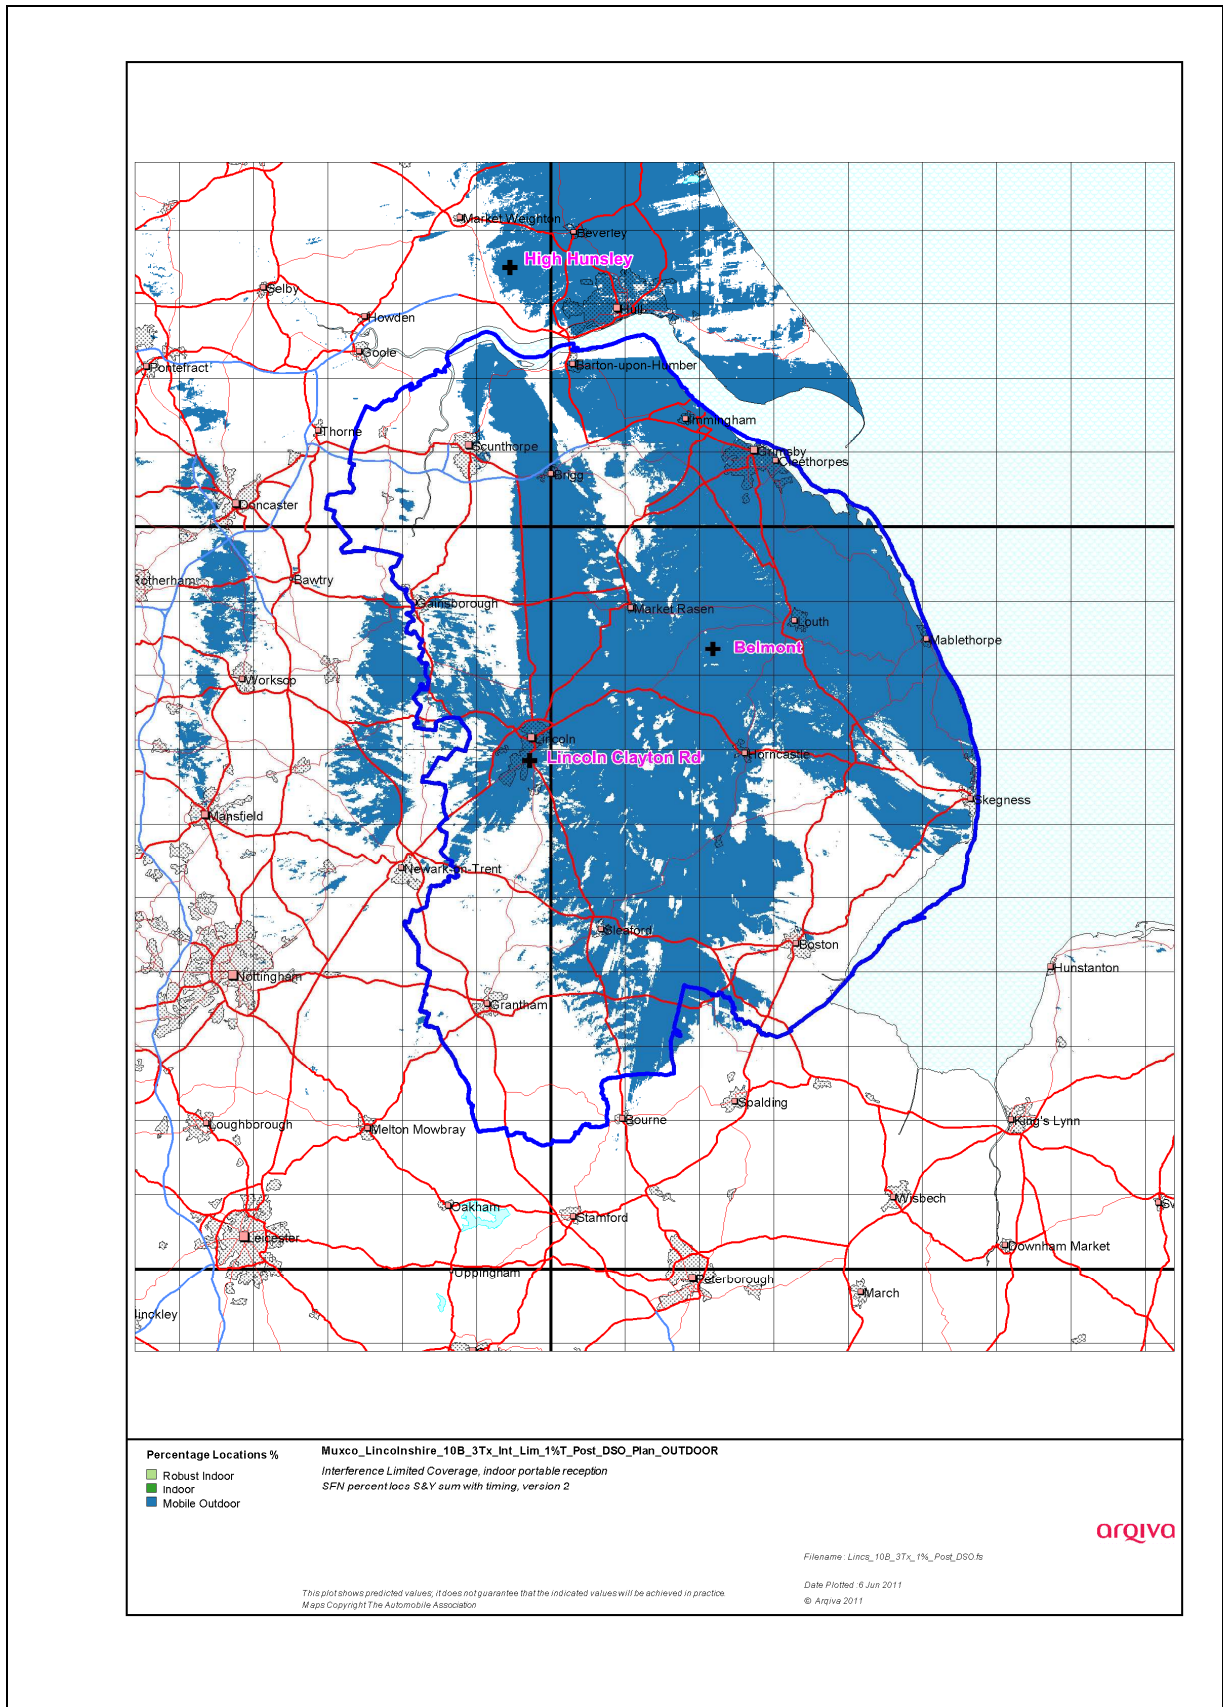 Market Weighton
Beverley
High Hunsley
Selby
Hull
Howden
Goole
Pontefract
Barton-upon-Humber
Immingham
Thorne
Scunthorpe
Grimsby
Cleethorpes
Brigg
Doncaster
Rotherham
Bawtry
Gainsborough
Market Rasen
Louth
Mablethorpe
Belmont
Worksop
Lincoln
Lincoln Clayton Rd
Horncastle
Skegness
Mansfield
Newark-on-Trent
Sleaford
Boston
Nottingham
Hunstanton
Grantham
Spalding
Loughborough
Melton Mowbray
Bourne
King's Lynn
Wisbech
Oakham
Stamford
Sw
Leicester
Downham Market
Uppingham
Peterborough
March
Hinckley
Percentage Locations %
Robust Indoor
Indoor
Mobile Outdoor
Muxco_Lincolnshire_10B_3Tx_Int_Lim_1%T_Post_DSO_Plan_OUTDOOR
Interference Limited Coverage, indoor portable reception
SFN percent locs S&Y sum with timing, version 2
arqiva
Filename : Lincs_10B_3Tx_1%_Post_DSO.fs
Date Plotted :6 Jun 2011
© Arqiva 2011
This plot shows predicted values; it does not guarantee that the indicated values will be achieved in practice.
Maps Copyright The Automobile Association